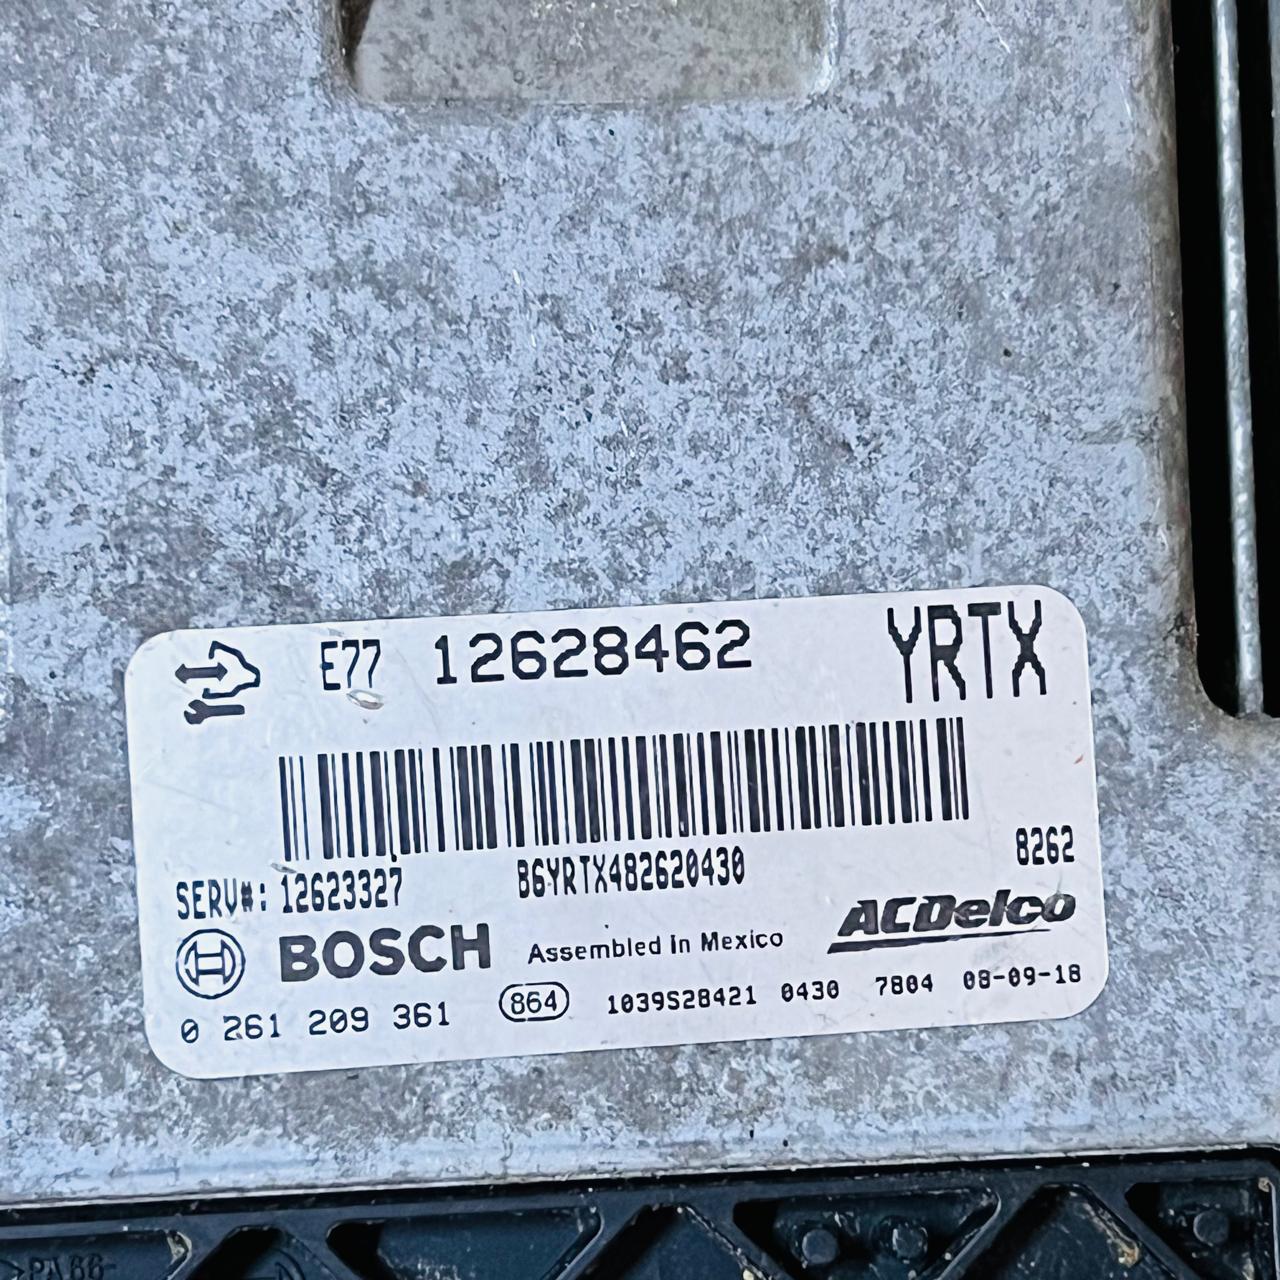 E77 12628462 YRTX
8262
SERV#: 12623327 B6YRTX482620430
BOSCH Assembled in Mexico ACDelco
0 261 209 361 864 1039S28421 0430 7804 08-09-18
>PA66-